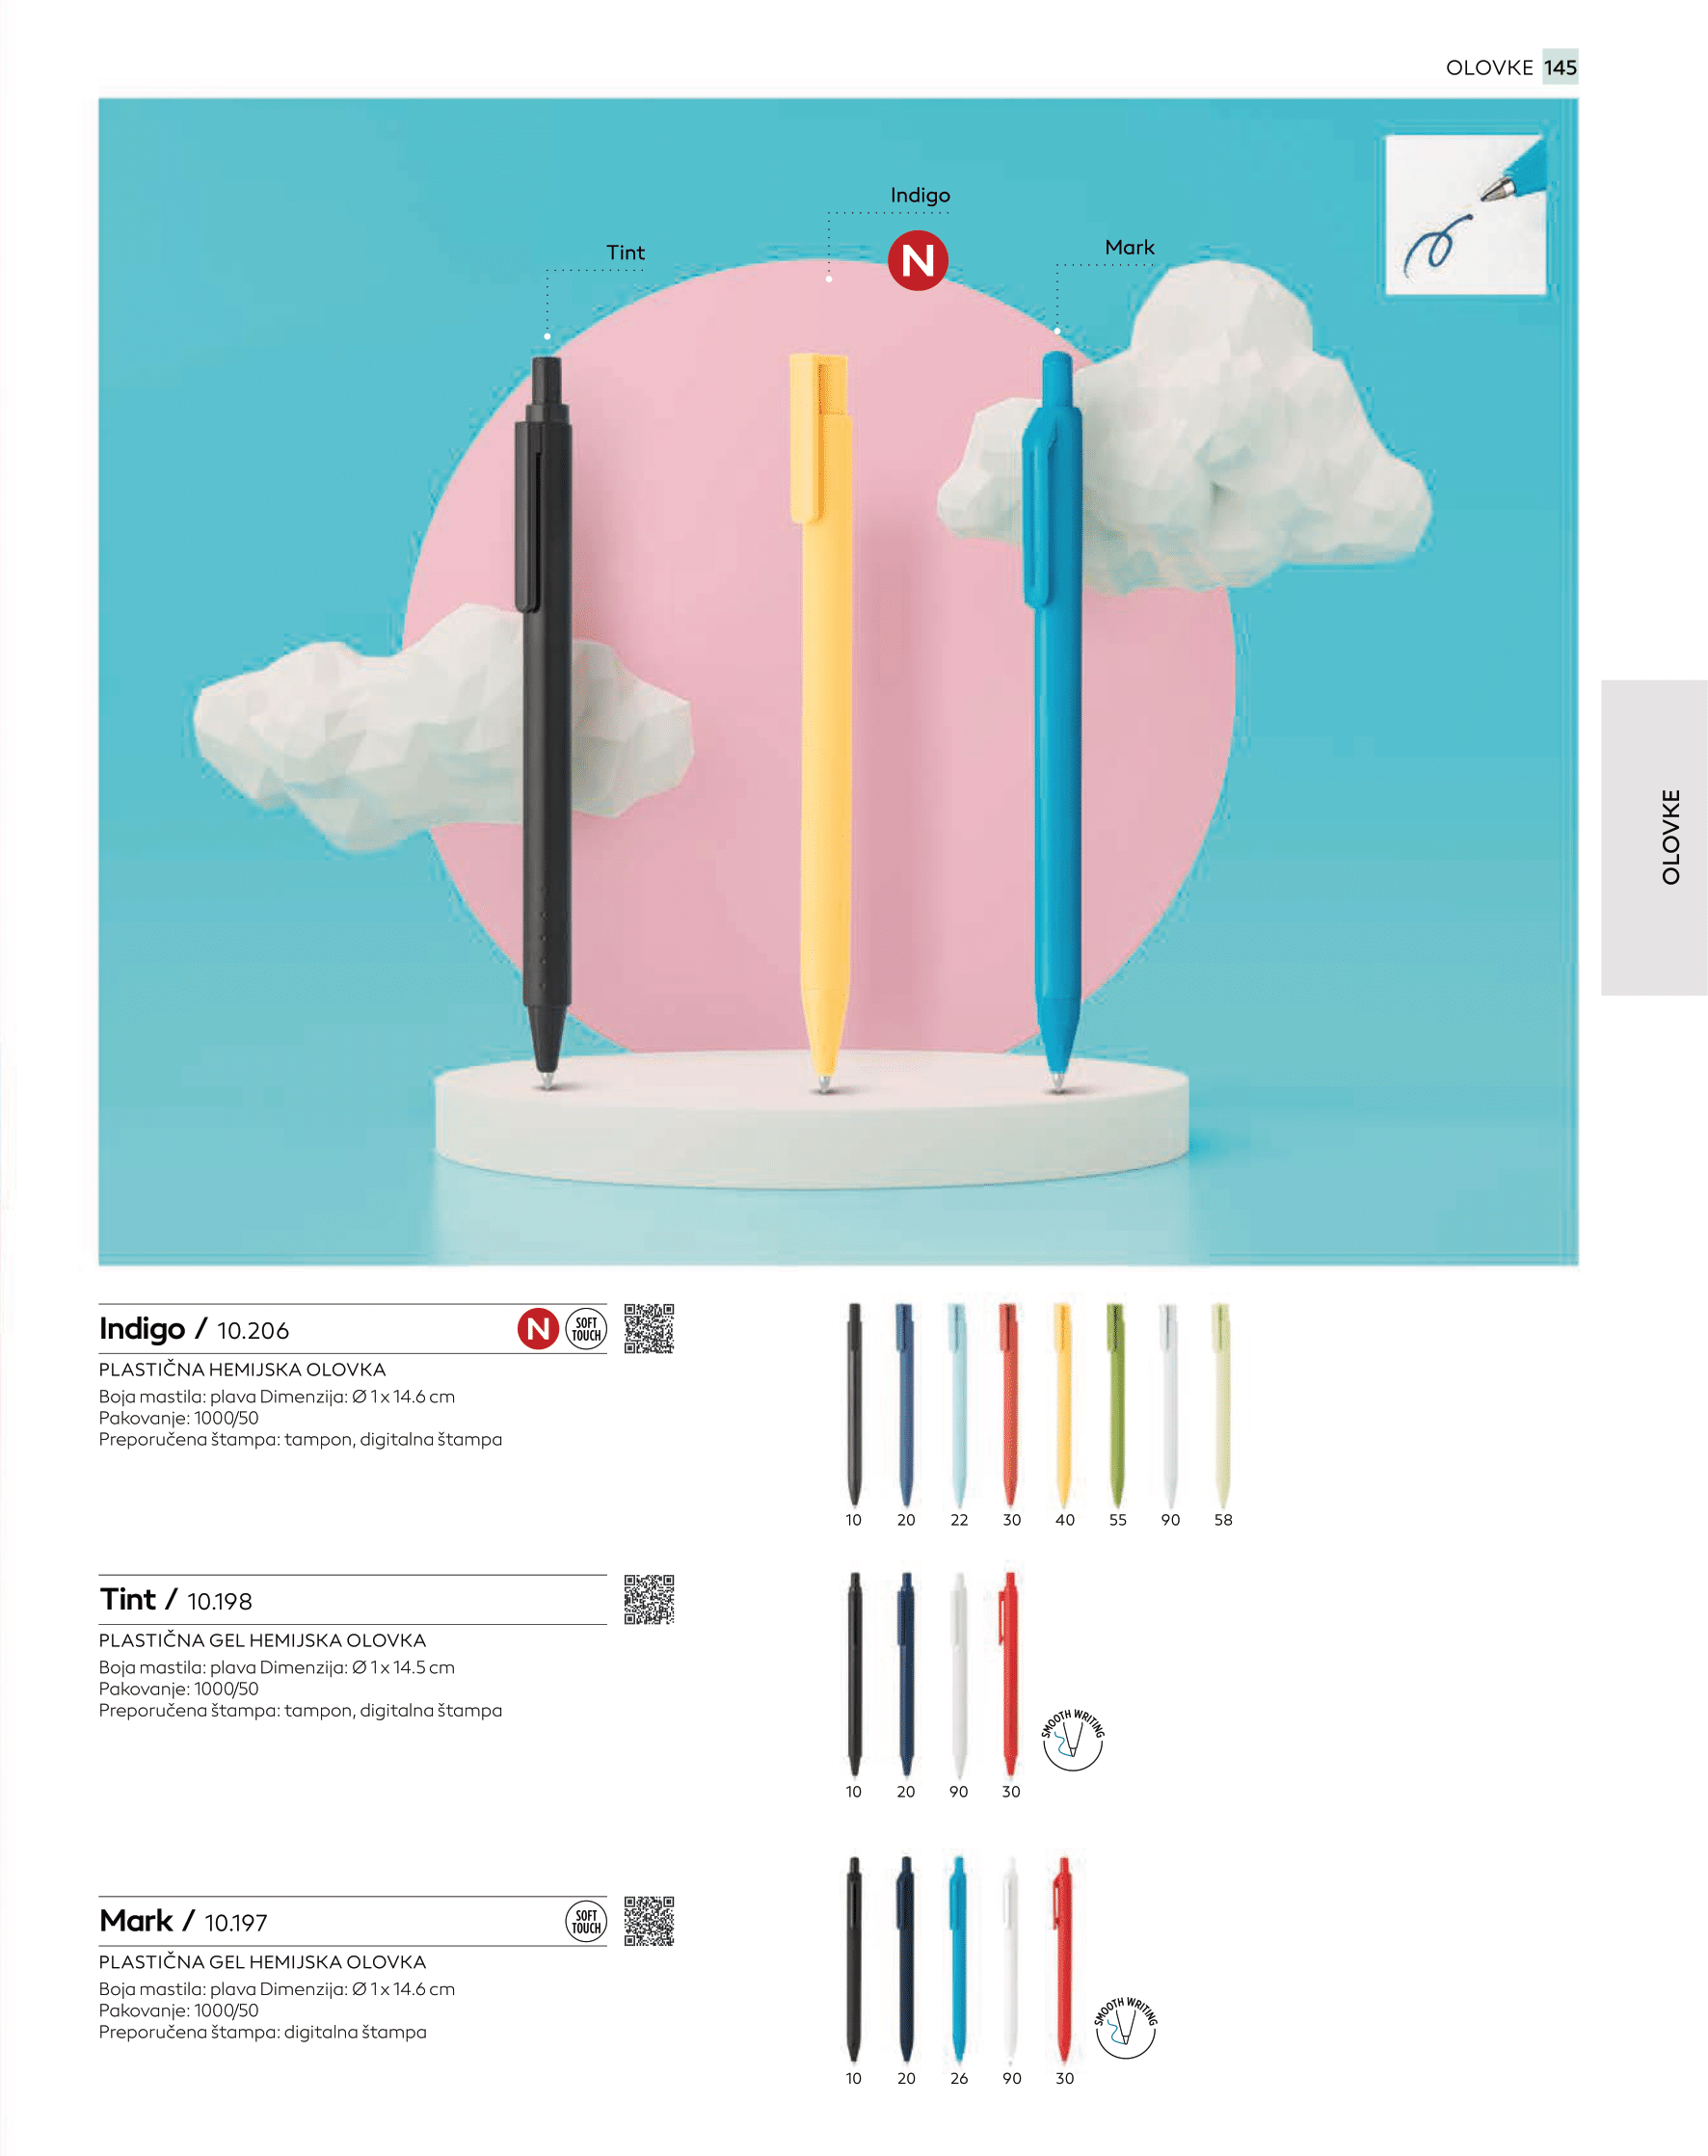 OLOVKE 145
Indigo
N
Tint
Mark
OLOVKE
Indigo / 10.206
N
SOFT
TOUCH
PLASTIČNA HEMIJSKA OLOVKA
Boja mastila: plava Dimenzija: Ø 1 x 14.6 cm
Pakovanje: 1000/50
Preporučena štampa: tampon, digitalna štampa
10 20 22 30 40 55 90 58
Tint / 10.198
PLASTIČNA GEL HEMIJSKA OLOVKA
Boja mastila: plava Dimenzija: Ø 1 x 14.5 cm
Pakovanje: 1000/50
Preporučena štampa: tampon, digitalna štampa
SMOOTH WRITING
10 20 90 30
Mark / 10.197
SOFT
TOUCH
PLASTIČNA GEL HEMIJSKA OLOVKA
Boja mastila: plava Dimenzija: Ø 1 x 14.6 cm
Pakovanje: 1000/50
Preporučena štampa: digitalna štampa
SMOOTH WRITING
10 20 26 90 30